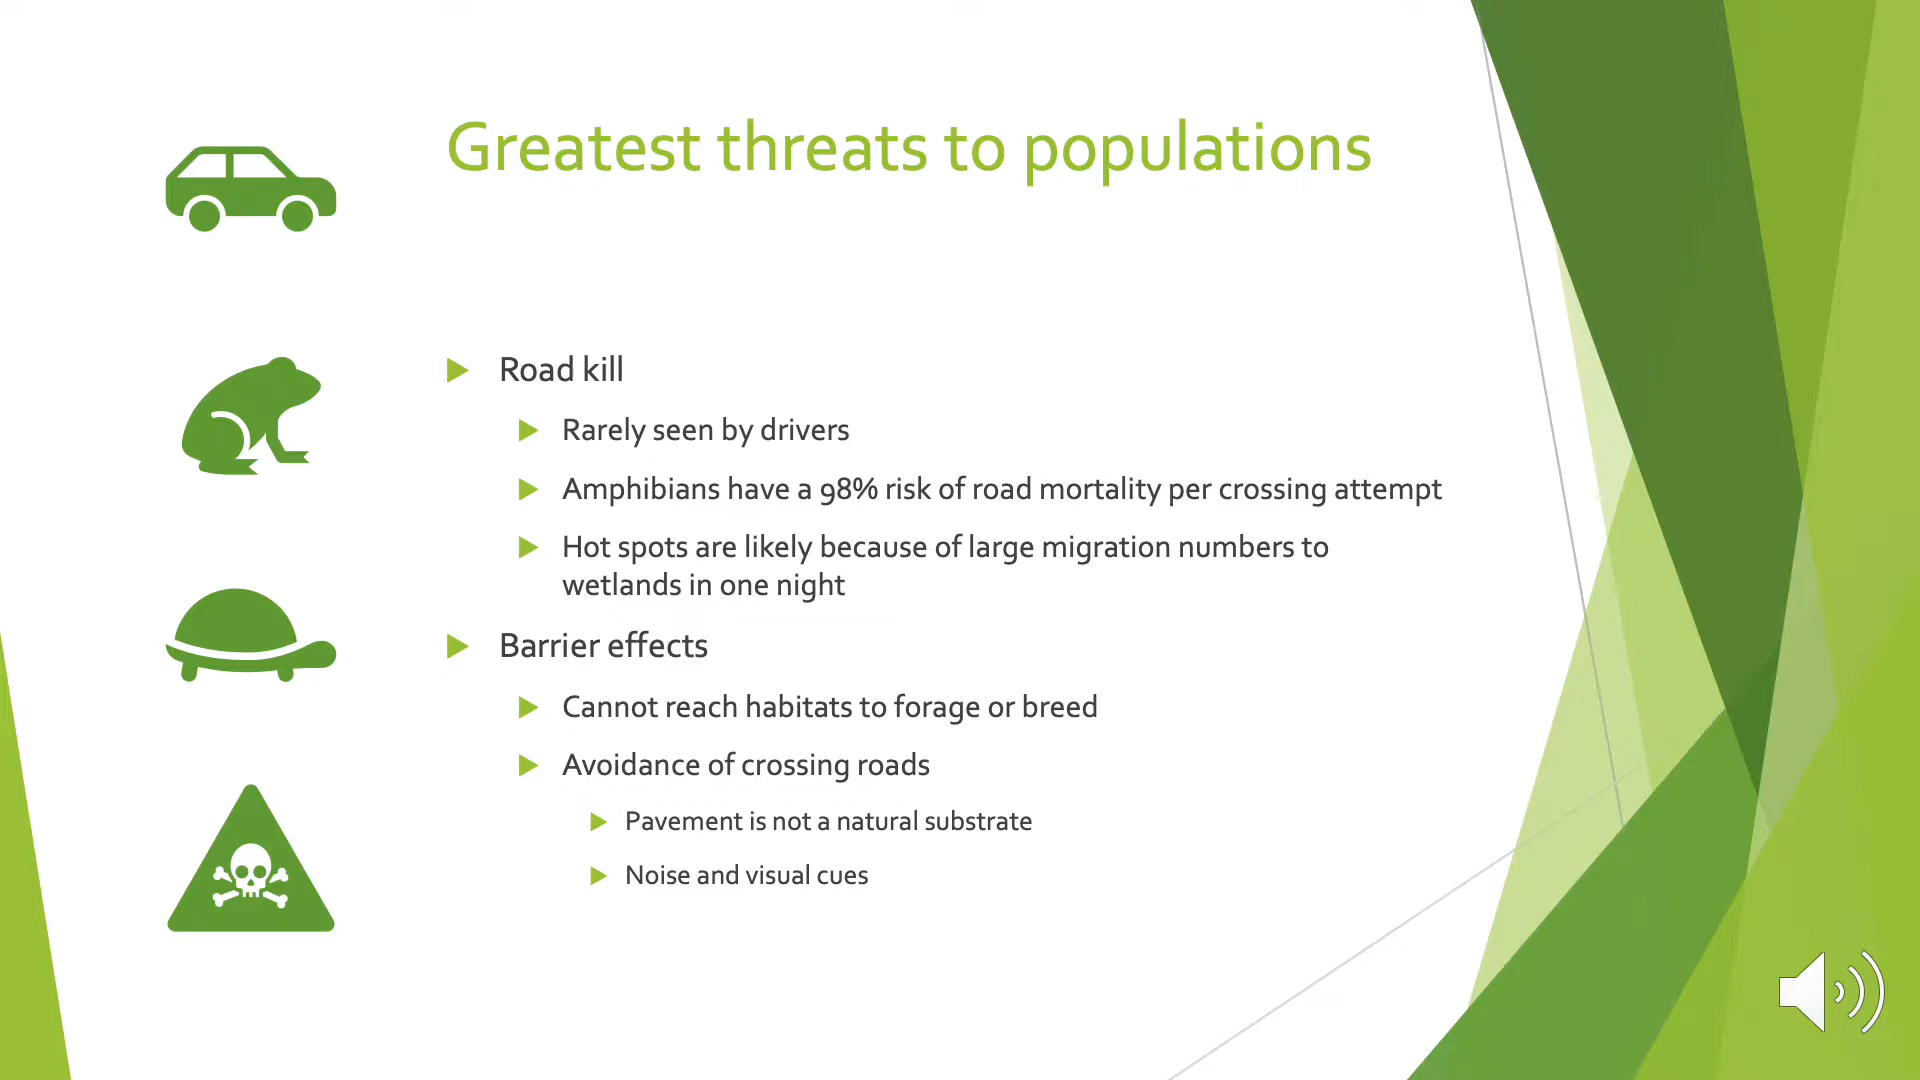 Greatest threats to populations
Road kill
Rarely seen by drivers
Amphibians have a 98% risk of road mortality per crossing attempt
Hot spots are likely because of large migration numbers to
wetlands in one night
Barrier effects
Cannot reach habitats to forage or breed
Avoidance of crossing roads
Pavement is not a natural substrate
Noise and visual cues